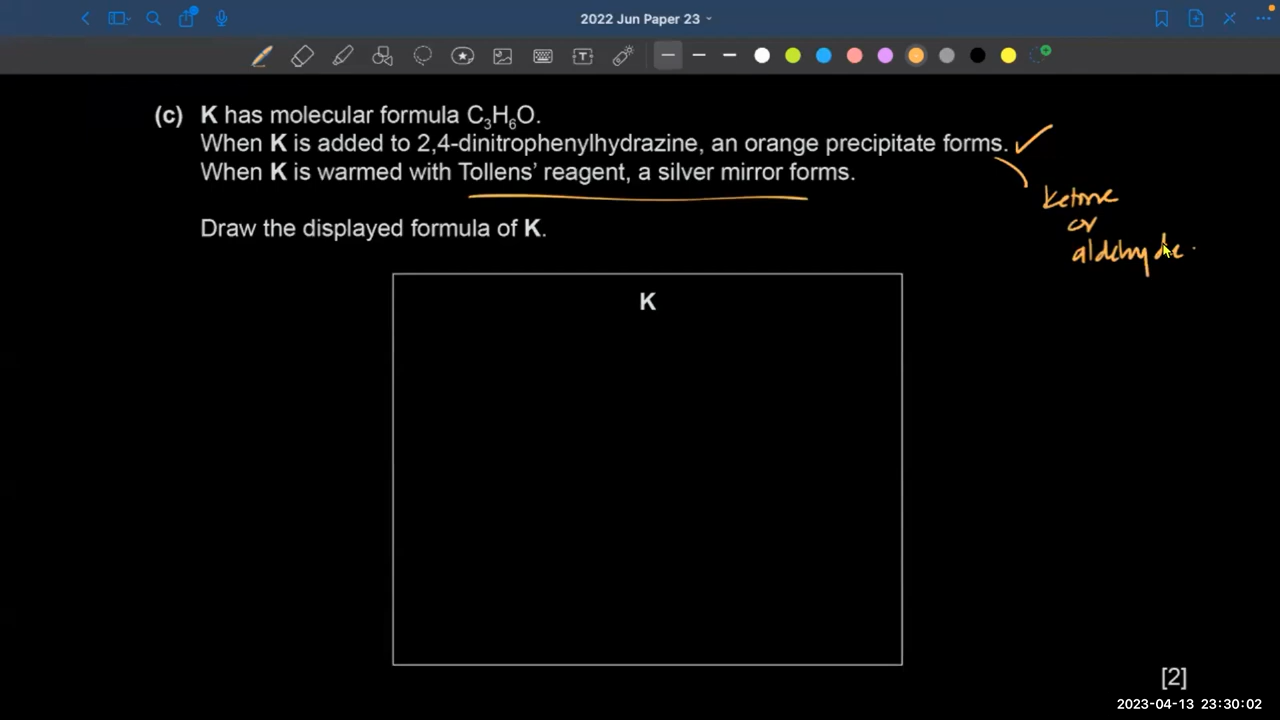 2022 Jun Paper 23
(c) K has molecular formula C₃H₆O.
When K is added to 2,4-dinitrophenylhydrazine, an orange precipitate forms. ✓
When K is warmed with Tollens’ reagent, a silver mirror forms.
ketone
or
aldehyde
Draw the displayed formula of K.
K
[2]
2023-04-13 23:30:02